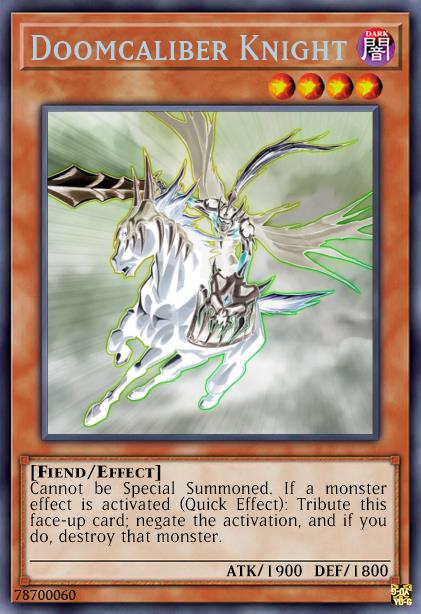 DOOMCALIBER KNIGHT
DARK
闇
[FIEND/EFFECT]
Cannot be Special Summoned. If a monster
effect is activated (Quick Effect): Tribute this
face-up card; negate the activation, and if you
do, destroy that monster.
ATK/1900 DEF/1800
78700060